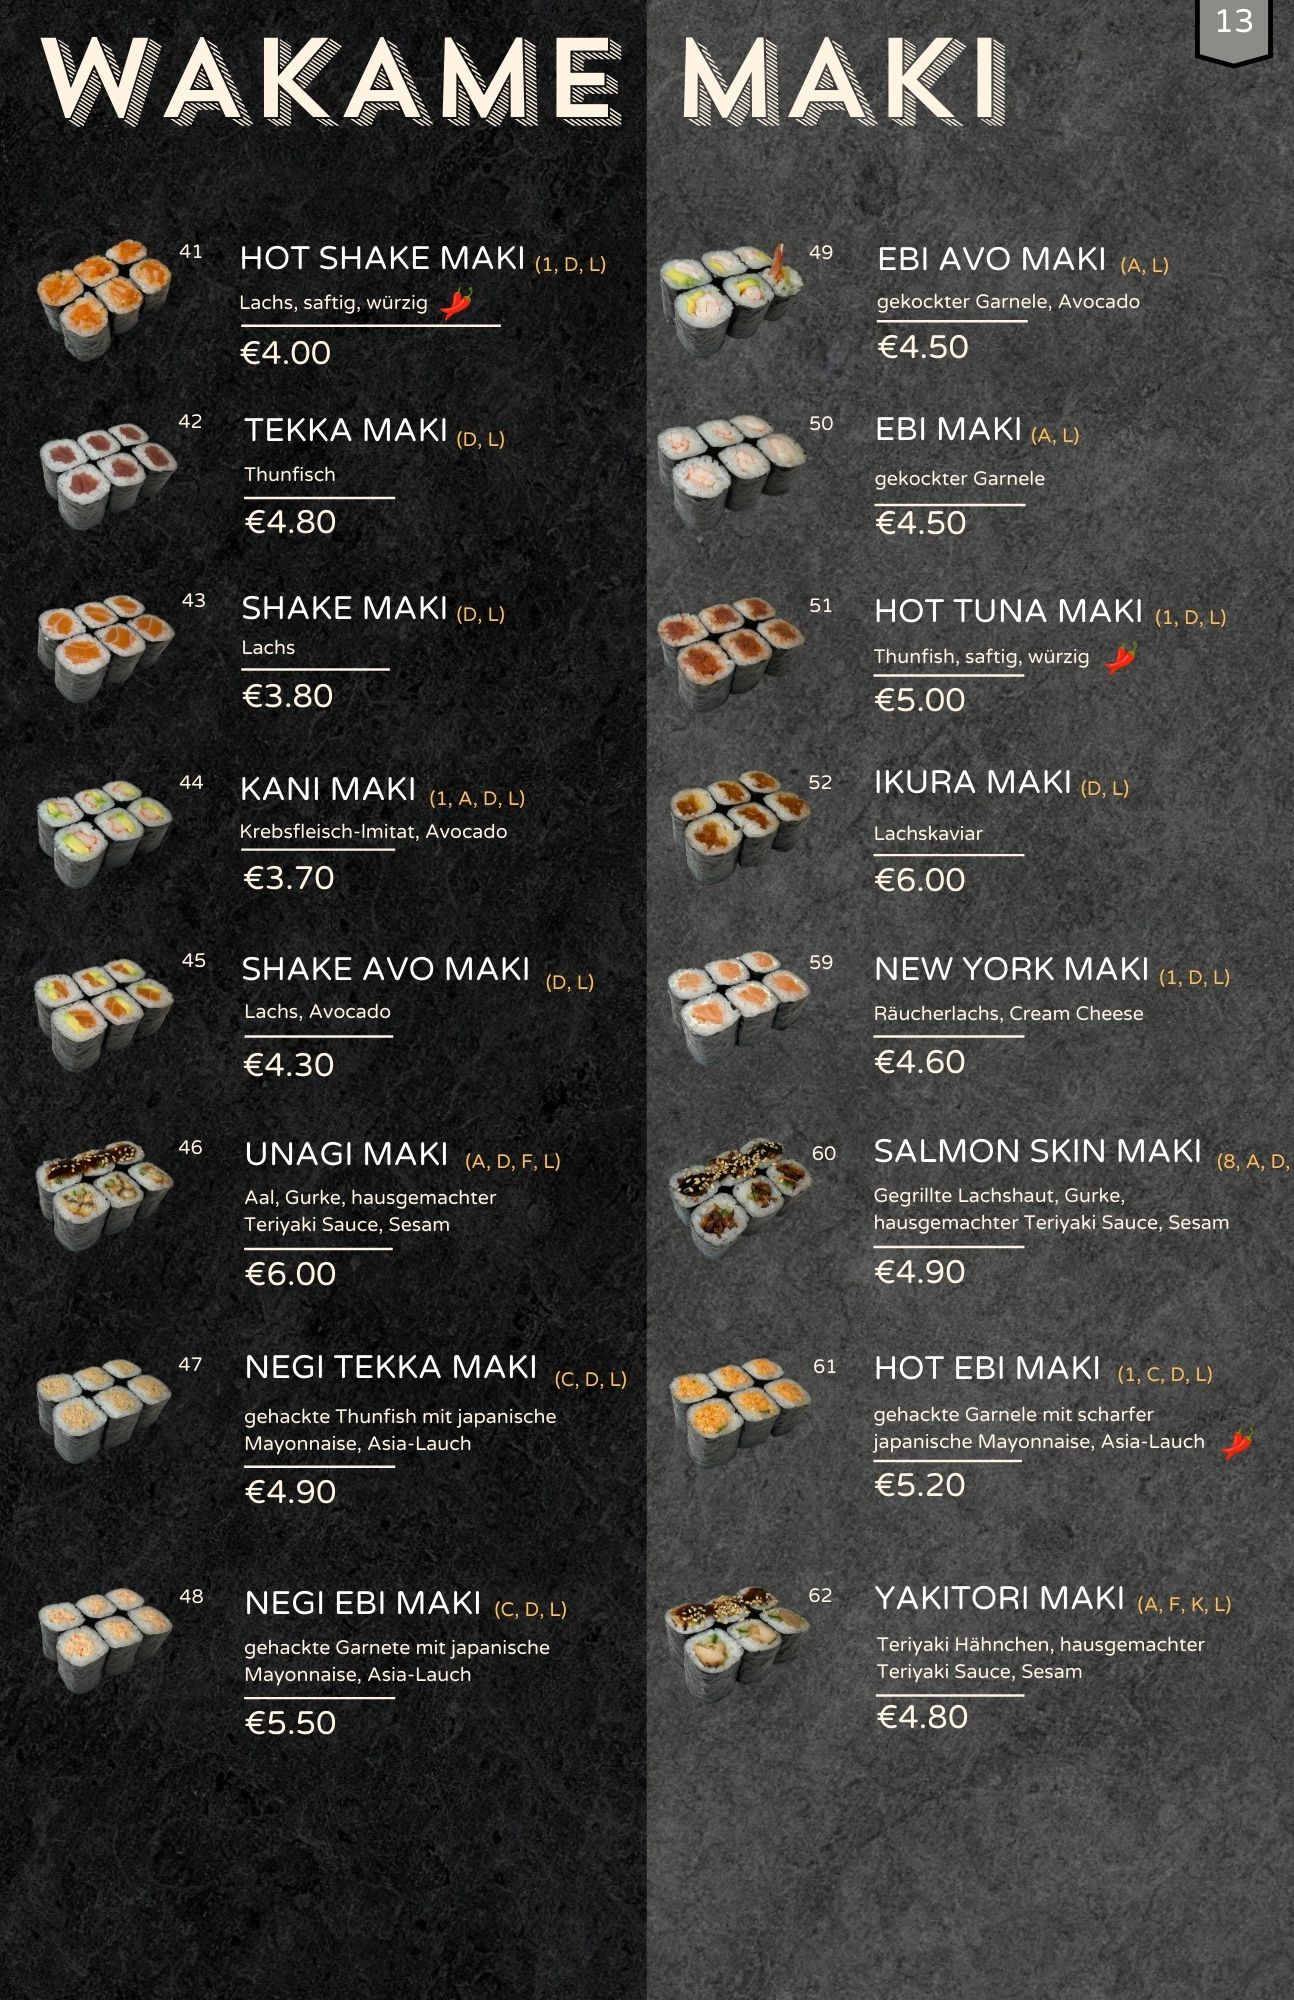 WAKAME MAKI
13
41
HOT SHAKE MAKI (1, D, L)
Lachs, saftig, würzig
€4.00
42
TEKKA MAKI (D, L)
Thunfisch
€4.80
43
SHAKE MAKI (D, L)
Lachs
€3.80
44
KANI MAKI (1, A, D, L)
Krebsfleisch-Imitat, Avocado
€3.70
45
SHAKE AVO MAKI (D, L)
Lachs, Avocado
€4.30
46
UNAGI MAKI (A, D, F, L)
Aal, Gurke, hausgemachter
Teriyaki Sauce, Sesam
€6.00
47
NEGI TEKKA MAKI (C, D, L)
gehackte Thunfish mit japanische
Mayonnaise, Asia-Lauch
€4.90
48
NEGI EBI MAKI (C, D, L)
gehackte Garnete mit japanische
Mayonnaise, Asia-Lauch
€5.50
49
EBI AVO MAKI (A, L)
gekockter Garnele, Avocado
€4.50
50
EBI MAKI (A, L)
gekockter Garnele
€4.50
51
HOT TUNA MAKI (1, D, L)
Thunfish, saftig, würzig
€5.00
52
IKURA MAKI (D, L)
Lachskaviar
€6.00
59
NEW YORK MAKI (1, D, L)
Räucherlachs, Cream Cheese
€4.60
60
SALMON SKIN MAKI (8, A, D,
Gegrillte Lachshaut, Gurke,
hausgemachter Teriyaki Sauce, Sesam
€4.90
61
HOT EBI MAKI (1, C, D, L)
gehackte Garnele mit scharfer
japanische Mayonnaise, Asia-Lauch
€5.20
62
YAKITORI MAKI (A, F, K, L)
Teriyaki Hähnchen, hausgemachter
Teriyaki Sauce, Sesam
€4.80